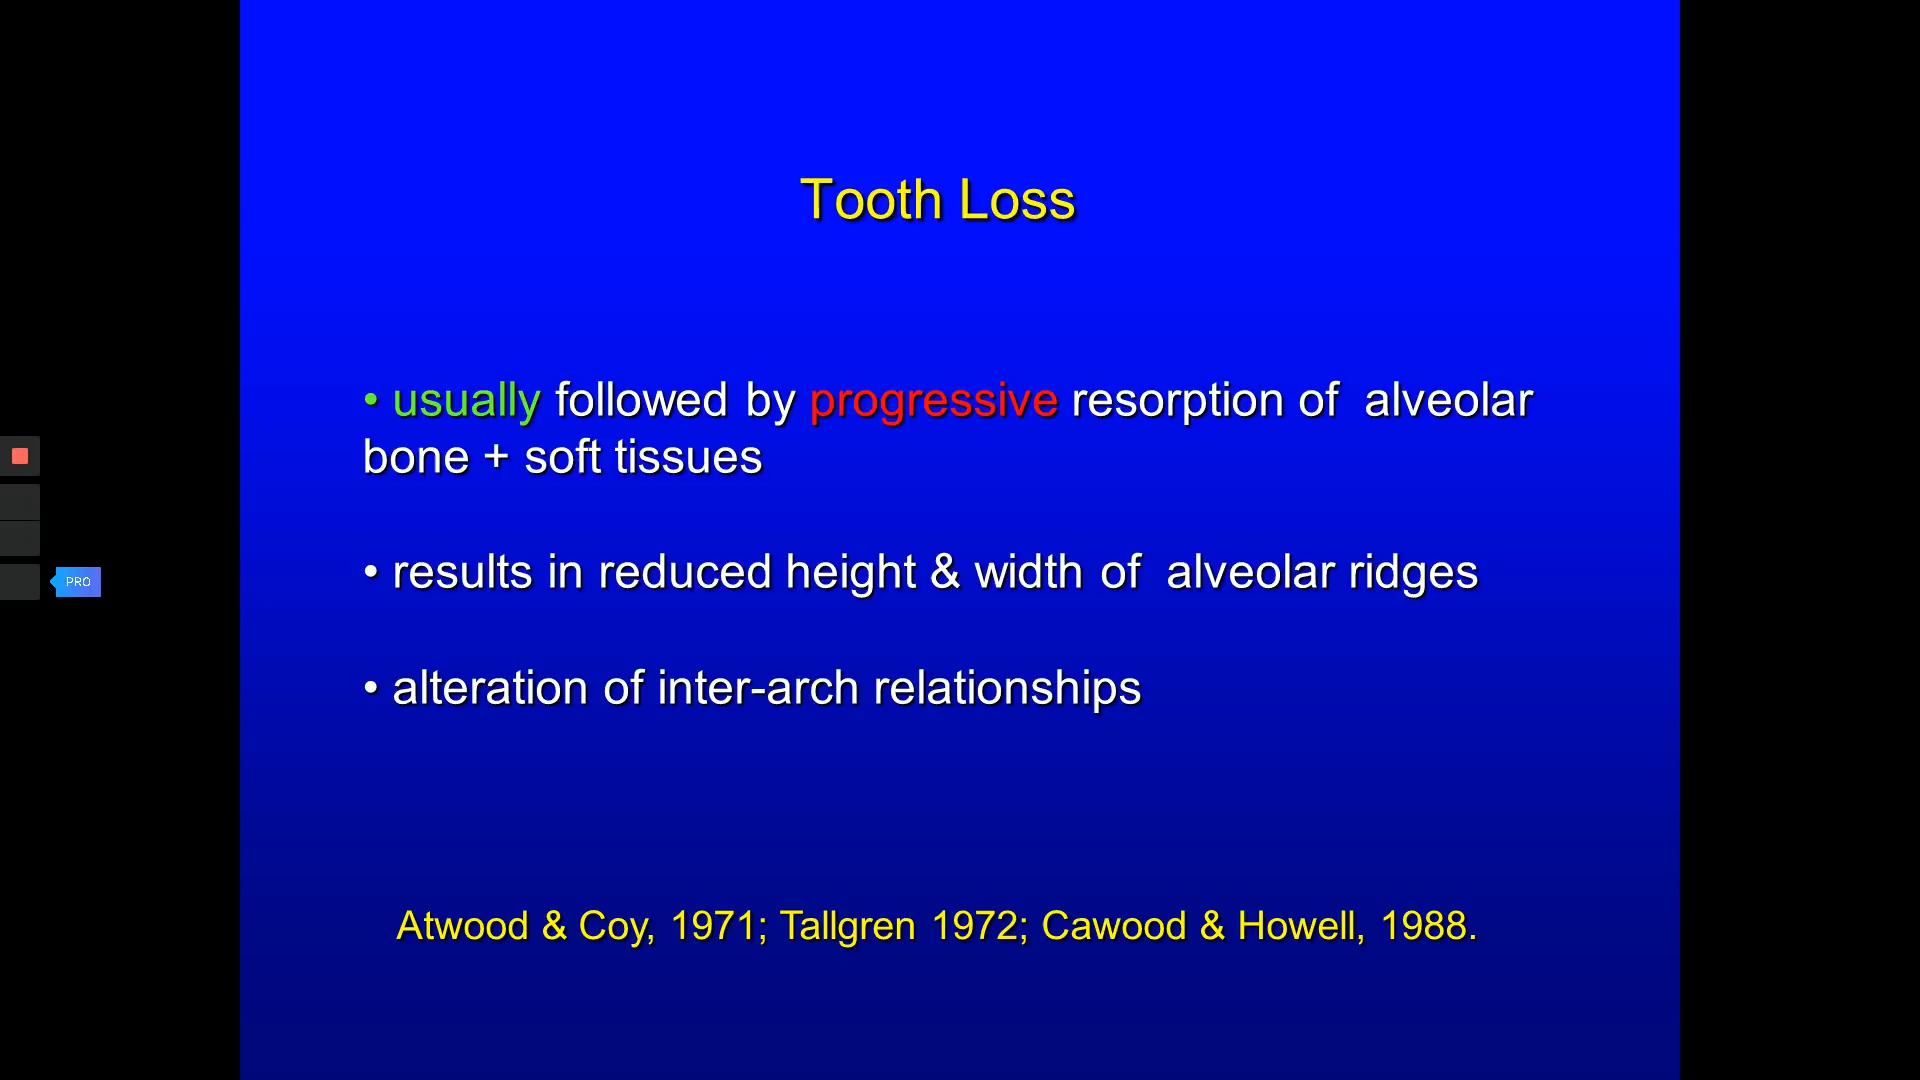 Tooth Loss
• usually followed by progressive resorption of alveolar
bone + soft tissues
• results in reduced height & width of alveolar ridges
• alteration of inter-arch relationships
PRO
Atwood & Coy, 1971; Tallgren 1972; Cawood & Howell, 1988.